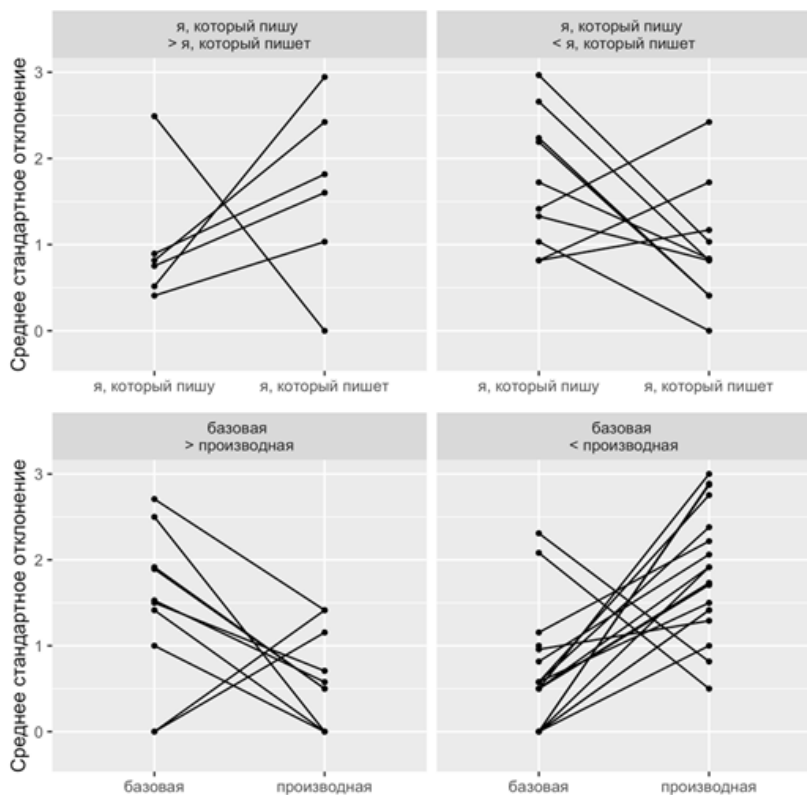 я, который пишу
> я, который пишет
я, который пишу
< я, который пишет
Среднее стандартное отклонение
3
2
1
0
я, который пишу
я, который пишет
я, который пишу
я, который пишет
базовая
> производная
базовая
< производная
Среднее стандартное отклонение
3
2
1
0
базовая
производная
базовая
производная